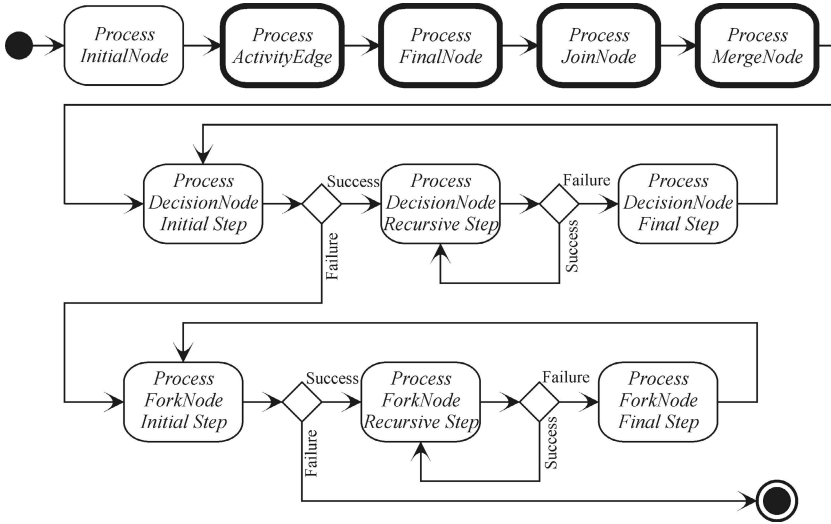 Process
InitialNode
Process
ActivityEdge
Process
FinalNode
Process
JoinNode
Process
MergeNode
Process
DecisionNode
Initial Step
Success
Failure
Process
DecisionNode
Recursive Step
Failure
Success
Process
DecisionNode
Final Step
Process
ForkNode
Initial Step
Success
Failure
Process
ForkNode
Recursive Step
Failure
Success
Process
ForkNode
Final Step